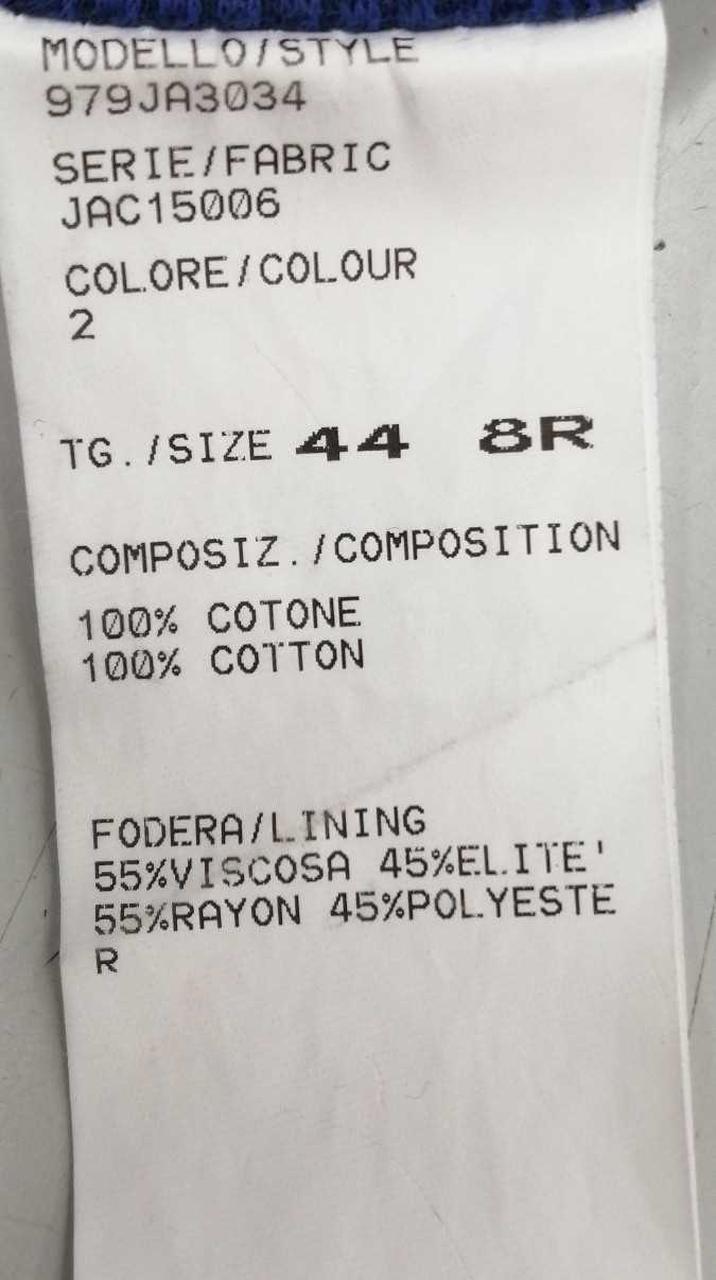 MODELLO/STYLE
979JA3034
SERIE/FABRIC
JAC15006
COLORE/COLOUR
2
TG./SIZE 44 8R
COMPOSIZ./COMPOSITION
100% COTONE
100% COTTON
FODERA/LINING
55%VISCOSA 45%ELITE'
55%RAYON 45%POLYESTE
R